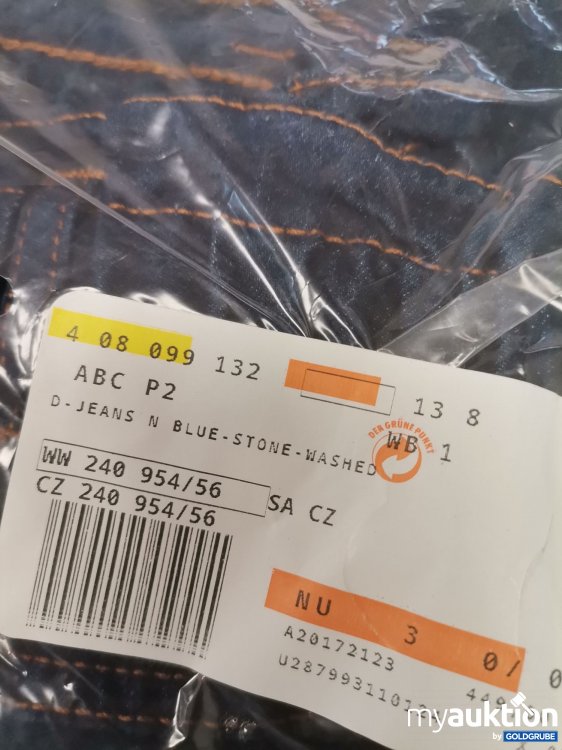 4 08 099 132 13 8
ABC P2
D-JEANS N BLUE-STONE-WASHED
DER GRÜNE PUNKT
WB 1
WW 240 954/56
CZ 240 954/56
SA CZ
NU 3 0/ 0
A20172123
myauktion
by GOLDGRUBE